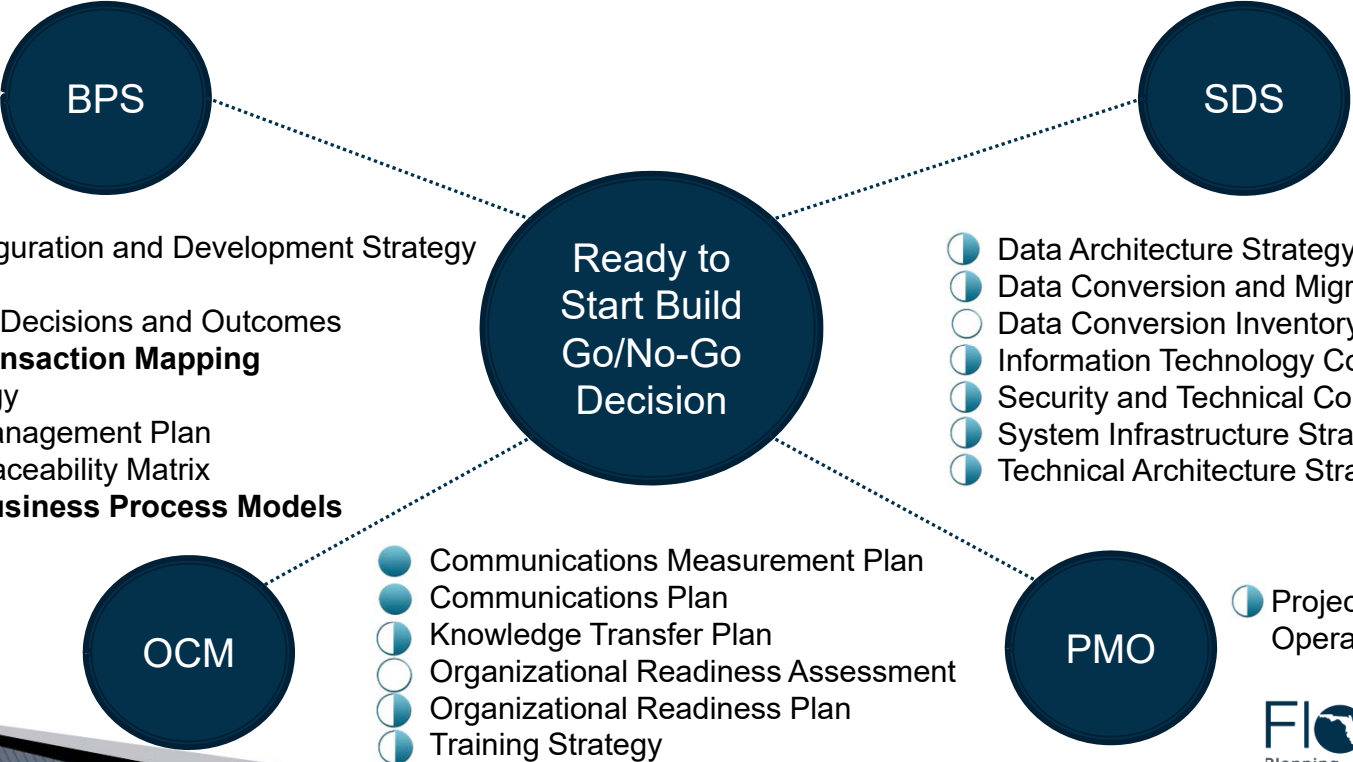 BPS
SDS
Ready to
Start Build
Go/No-Go
Decision
guration and Development Strategy
Decisions and Outcomes
nsaction Mapping
gy
anagement Plan
aceability Matrix
usiness Process Models
Data Architecture Strategy
Data Conversion and Migr
Data Conversion Inventory
Information Technology Co
Security and Technical Co
System Infrastructure Stra
Technical Architecture Stra
OCM
Communications Measurement Plan
Communications Plan
Knowledge Transfer Plan
Organizational Readiness Assessment
Organizational Readiness Plan
Training Strategy
PMO
Projec
Opera
Flo